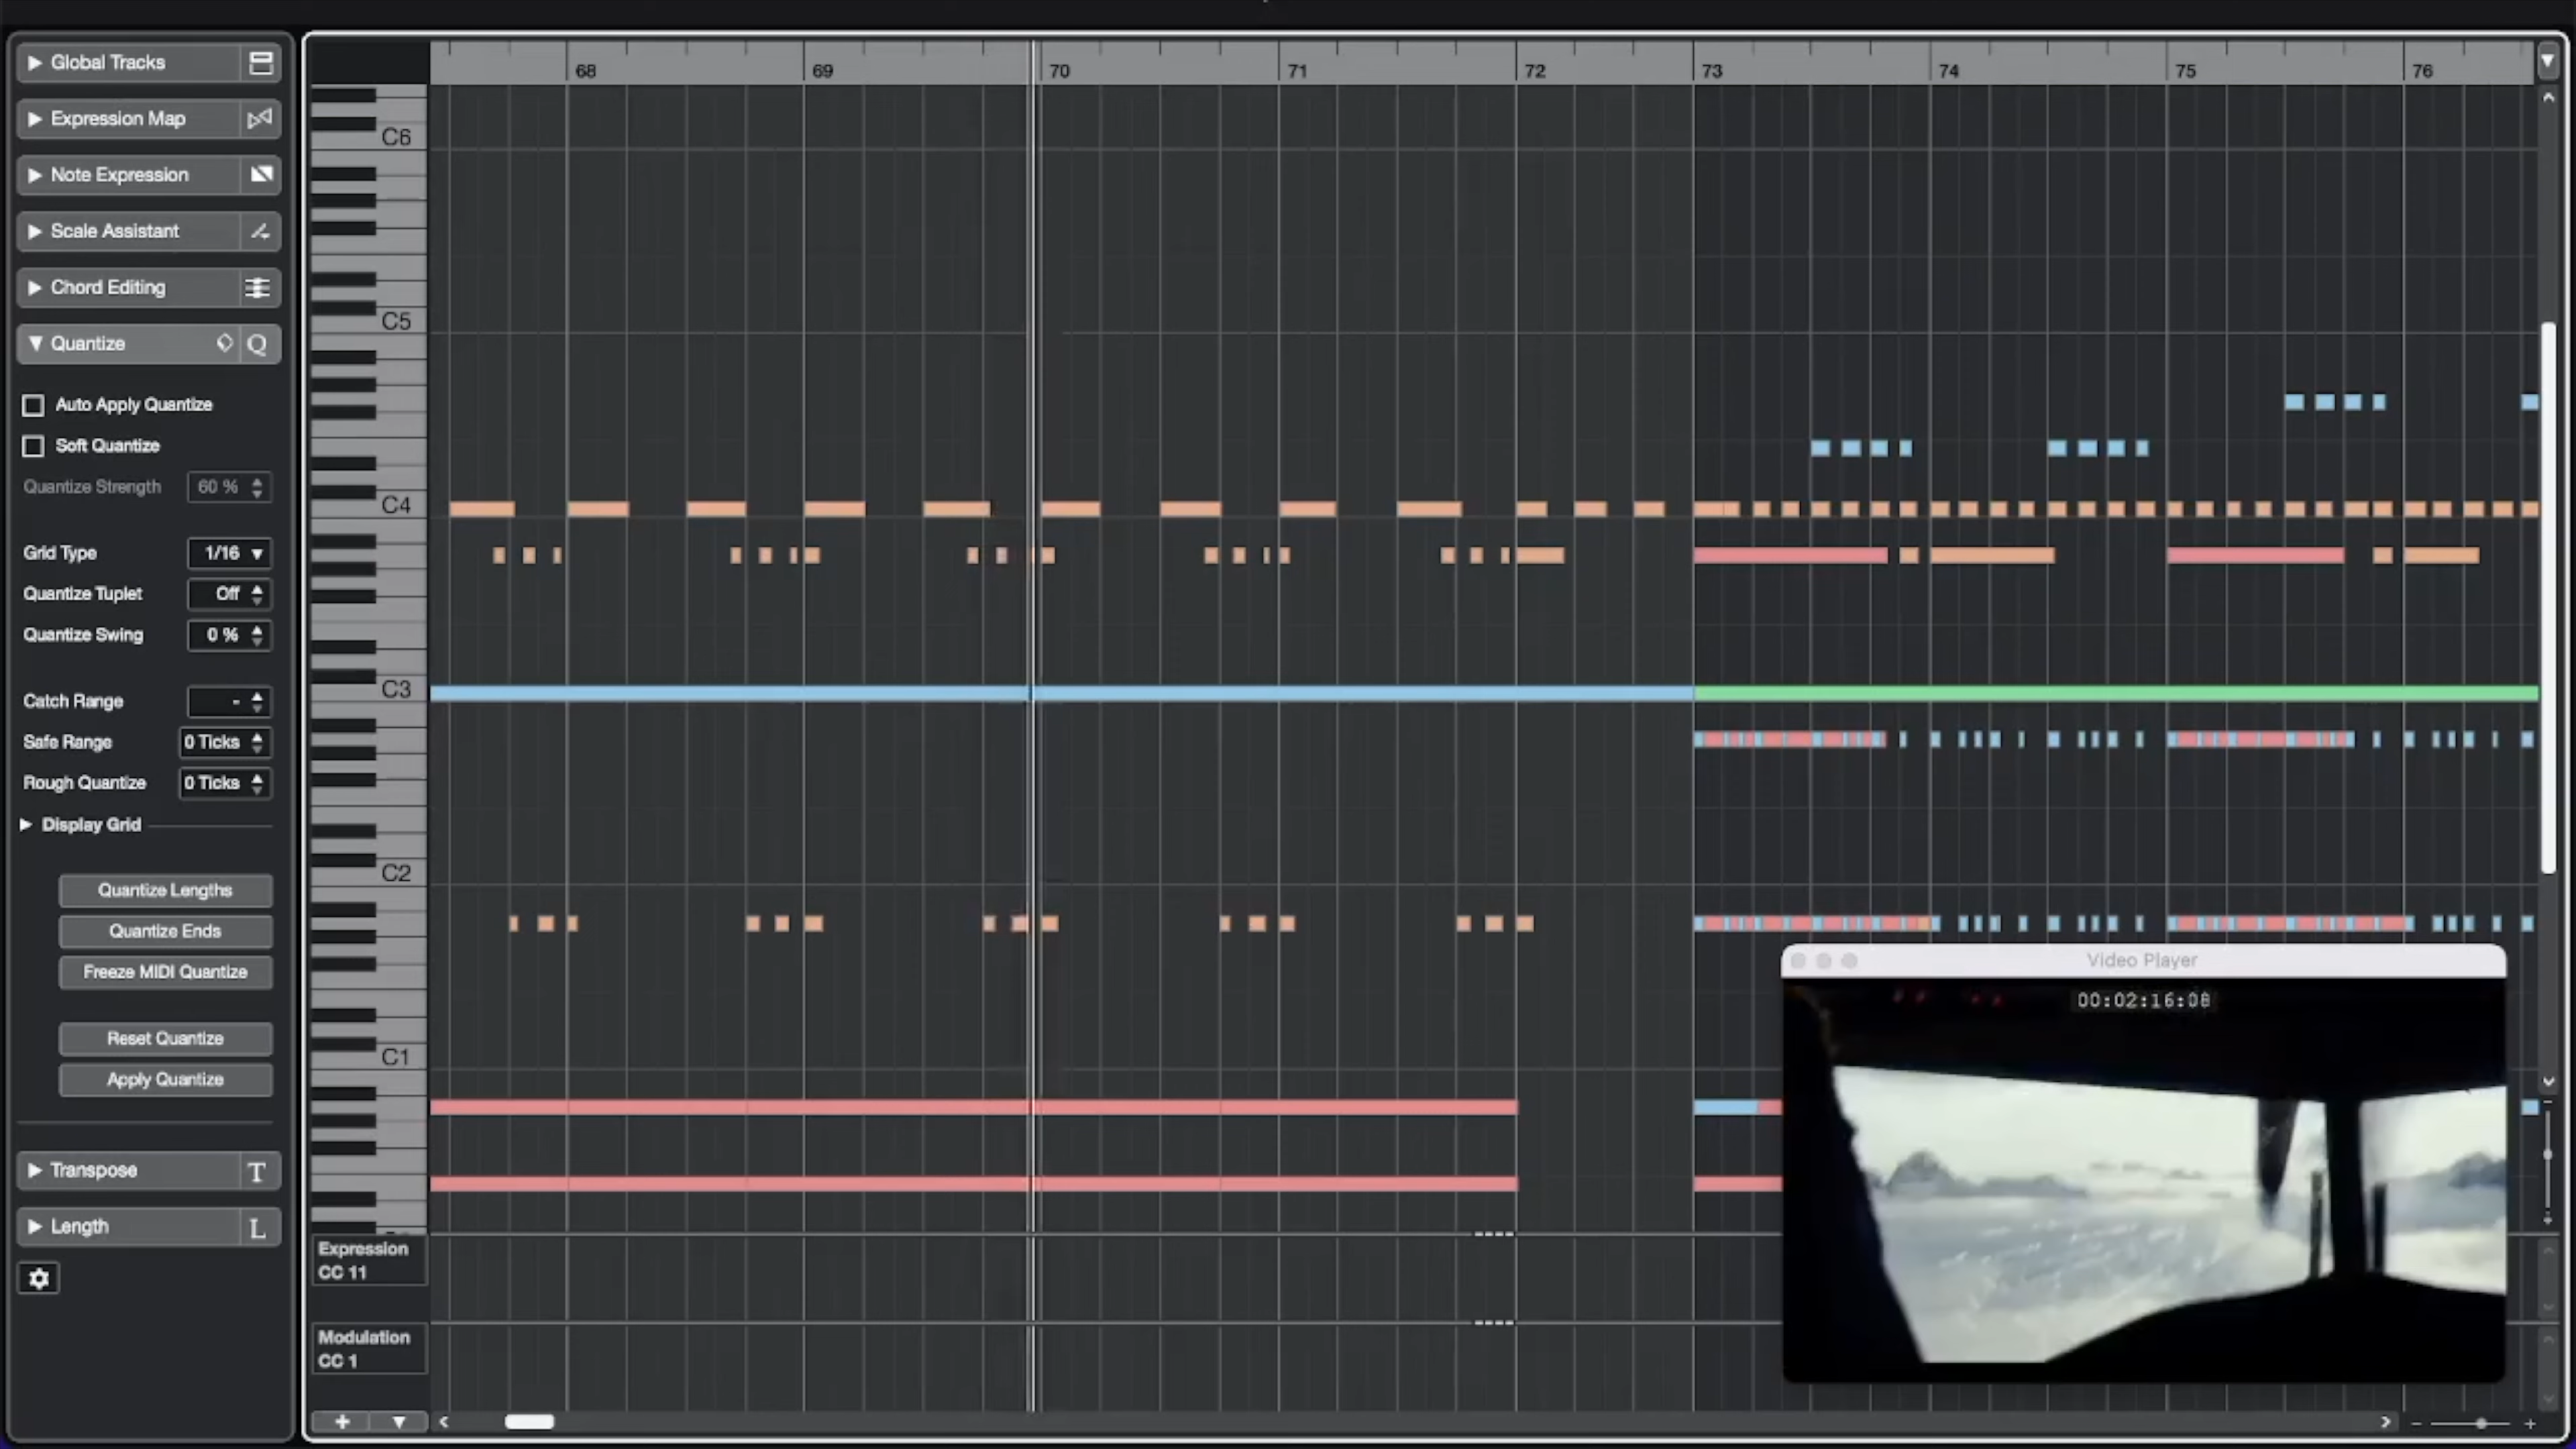 Global Tracks
Expression Map
Note Expression
Scale Assistant
Chord Editing
Quantize Q
Auto Apply Quantize
Soft Quantize
Quantize Strength 60 %
Grid Type 1/16
Quantize Tuplet Off
Quantize Swing 0 %
Catch Range -
Safe Range 0 Ticks
Rough Quantize 0 Ticks
Display Grid
Quantize Lengths
Quantize Ends
Freeze MIDI Quantize
Reset Quantize
Apply Quantize
Transpose T
Length L
68 69 70 71 72 73 74 75 76
C6
C5
C4
C3
C2
C1
Expression
CC 11
Modulation
CC 1
Video Player
00:02:16:08